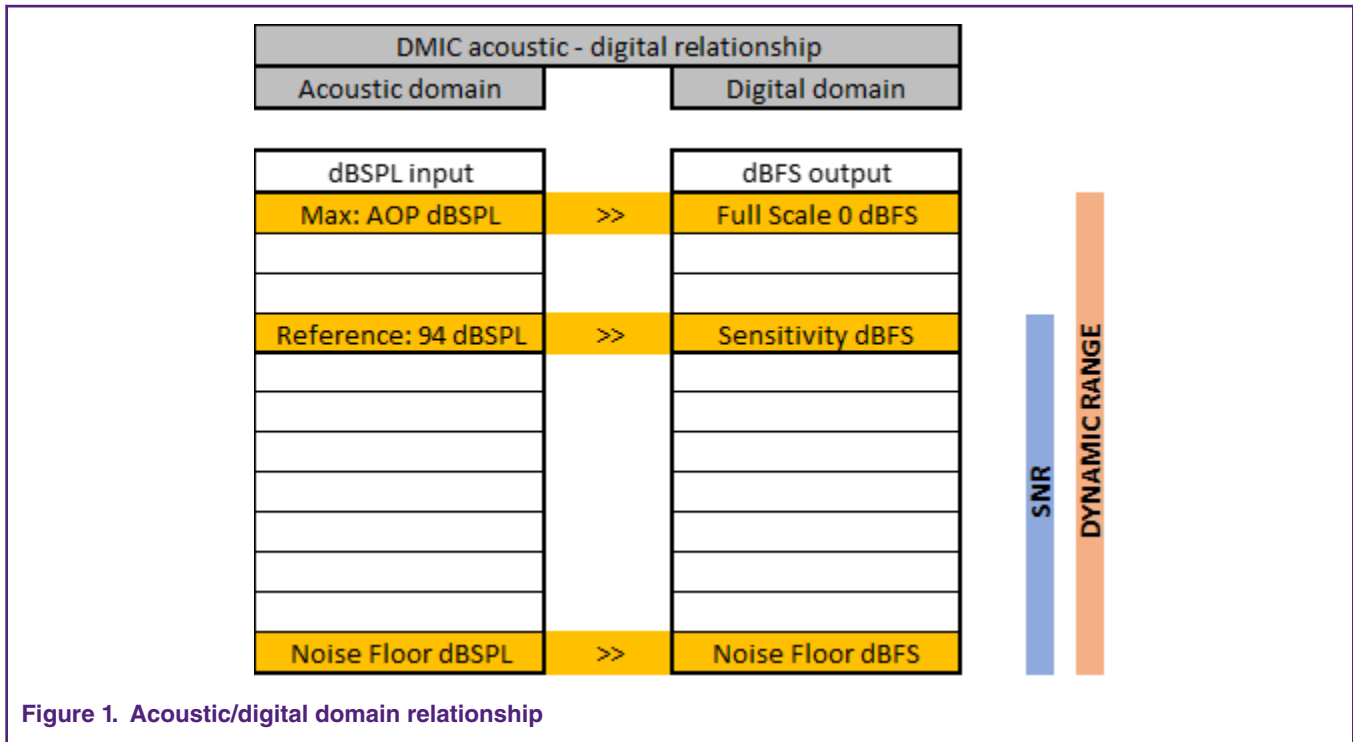 DMIC acoustic - digital relationship
Acoustic domain
Digital domain
dBSPL input
dBFS output
Max: AOP dBSPL >> Full Scale 0 dBFS
Reference: 94 dBSPL >> Sensitivity dBFS
Noise Floor dBSPL >> Noise Floor dBFS
SNR
DYNAMIC RANGE
Figure 1. Acoustic/digital domain relationship